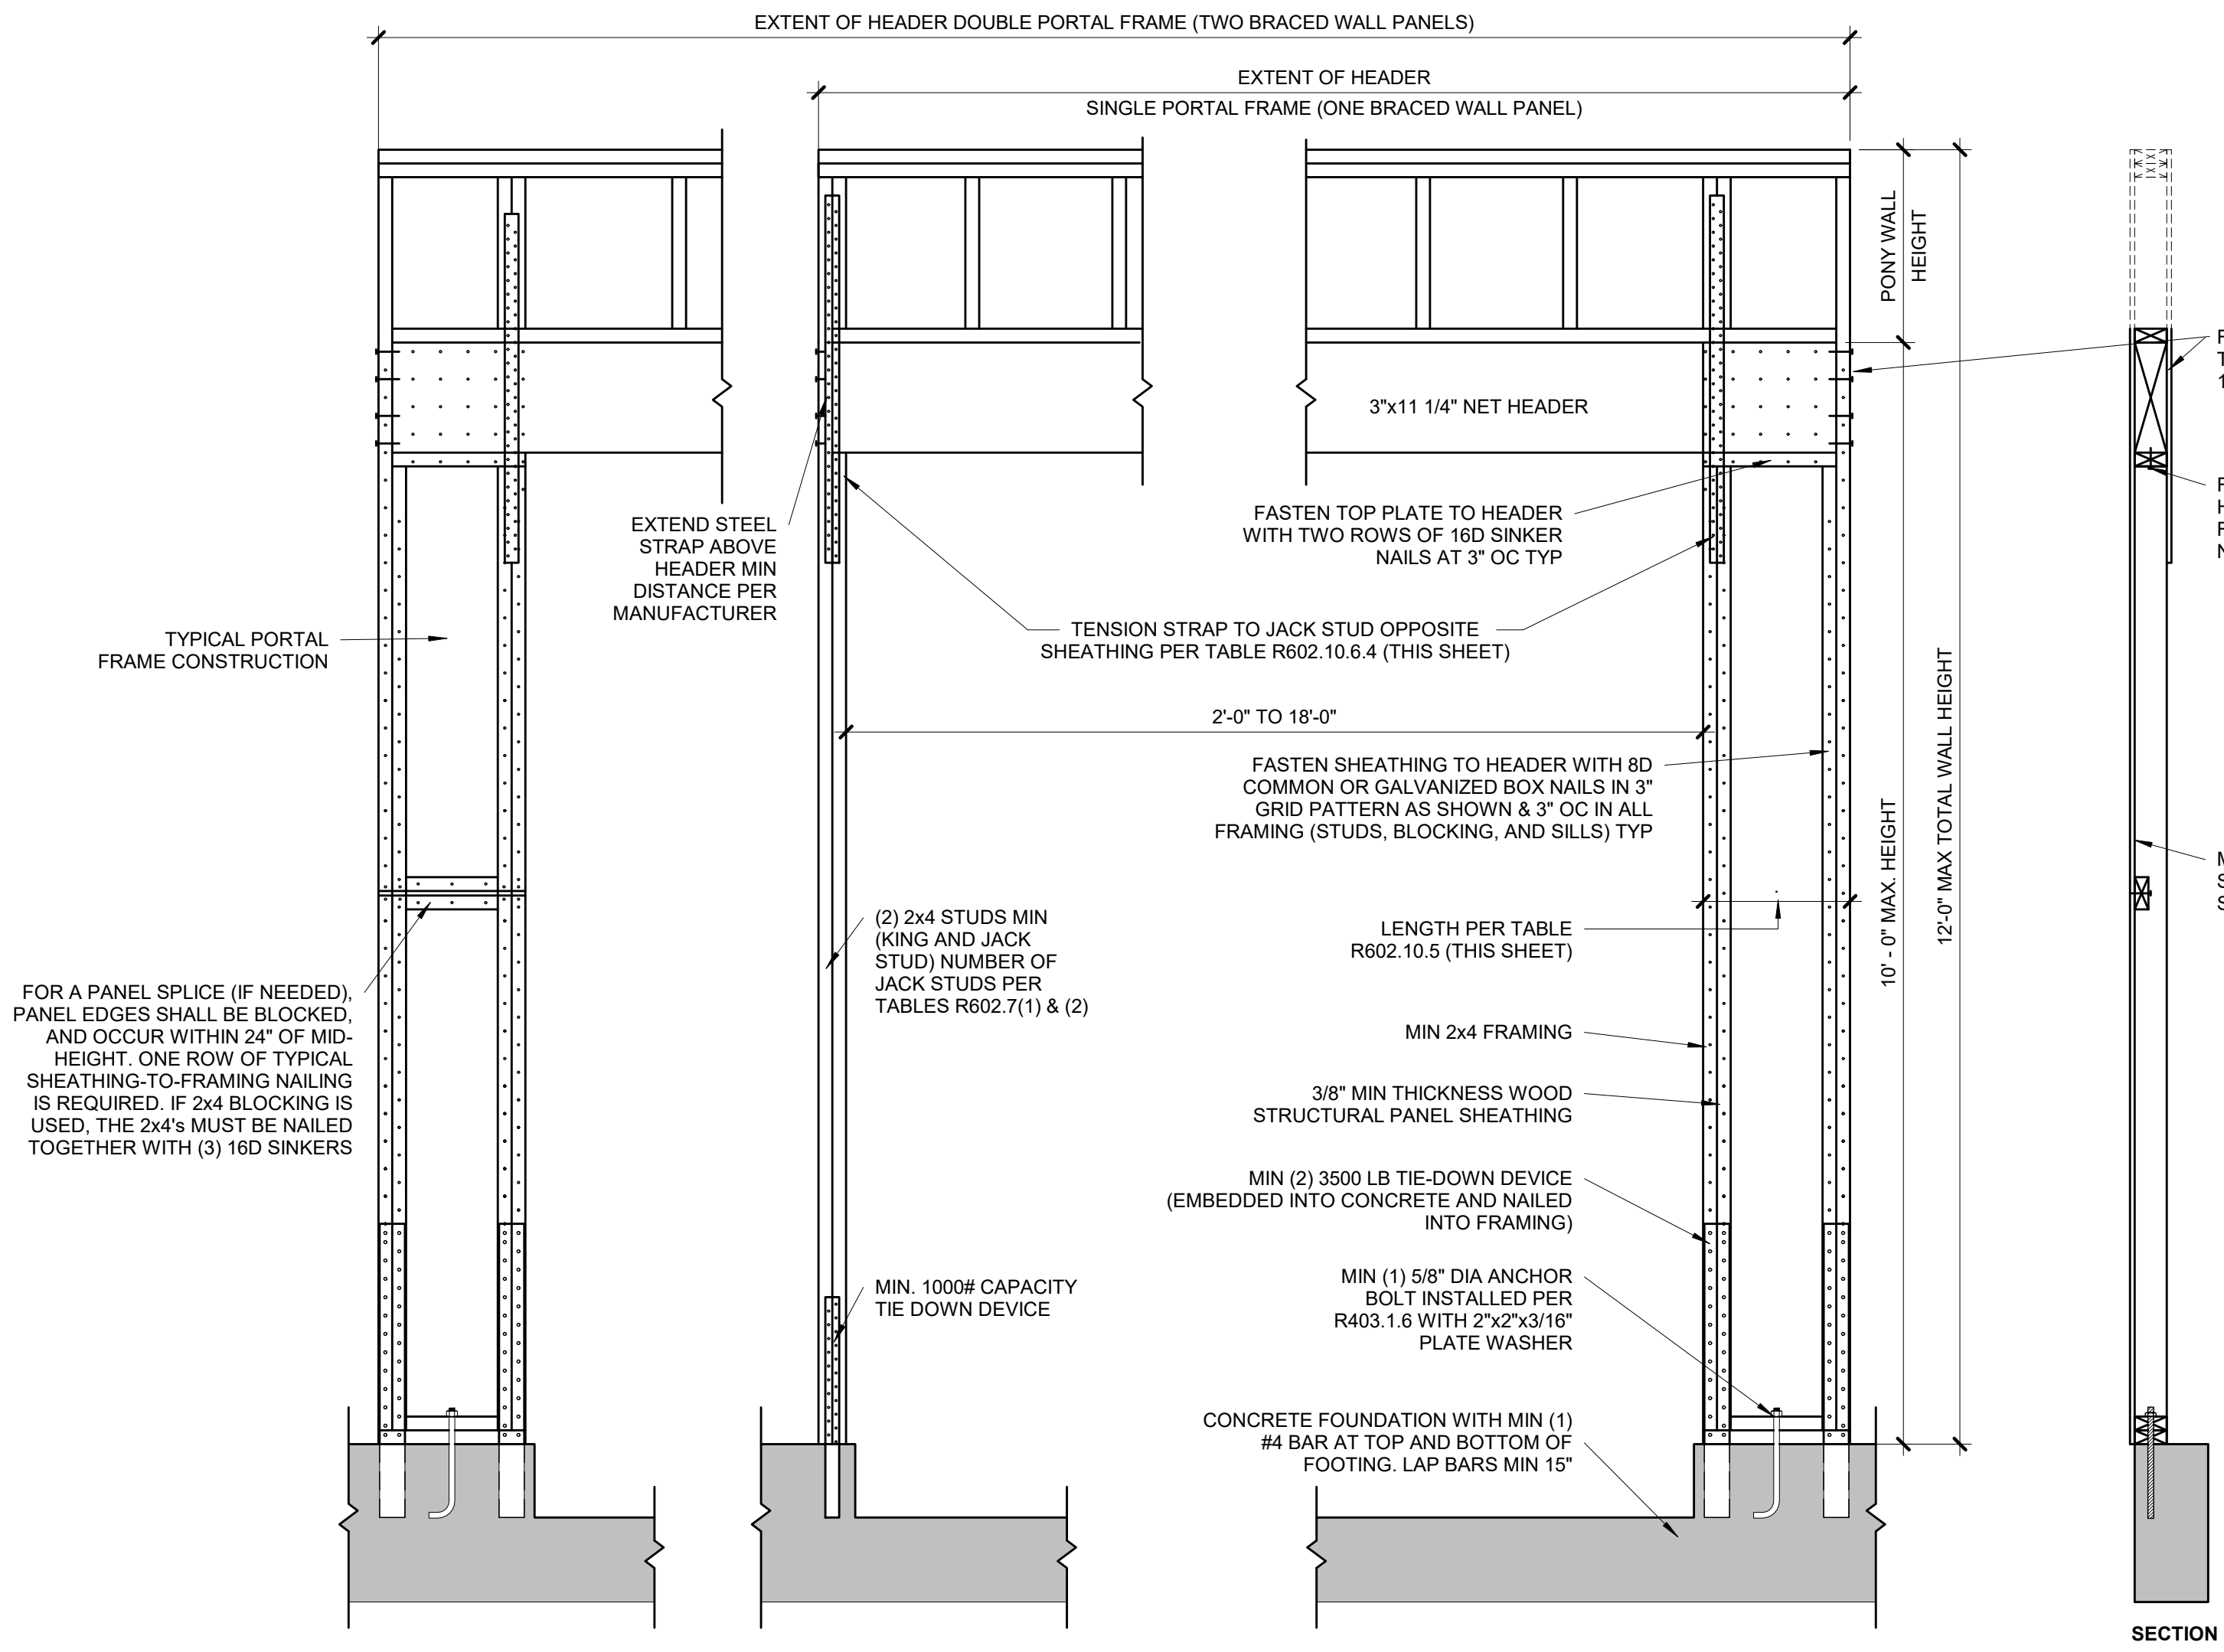 EXTENT OF HEADER DOUBLE PORTAL FRAME (TWO BRACED WALL PANELS)
EXTENT OF HEADER
SINGLE PORTAL FRAME (ONE BRACED WALL PANEL)
PONY WALL
HEIGHT
3"x11 1/4" NET HEADER
EXTEND STEEL
STRAP ABOVE
HEADER MIN
DISTANCE PER
MANUFACTURER
FASTEN TOP PLATE TO HEADER
WITH TWO ROWS OF 16D SINKER
NAILS AT 3" OC TYP
TYPICAL PORTAL
FRAME CONSTRUCTION
TENSION STRAP TO JACK STUD OPPOSITE
SHEATHING PER TABLE R602.10.6.4 (THIS SHEET)
2'-0" TO 18'-0"
FASTEN SHEATHING TO HEADER WITH 8D
COMMON OR GALVANIZED BOX NAILS IN 3"
GRID PATTERN AS SHOWN & 3" OC IN ALL
FRAMING (STUDS, BLOCKING, AND SILLS) TYP
10' - 0" MAX. HEIGHT
12'-0" MAX TOTAL WALL HEIGHT
(2) 2x4 STUDS MIN
(KING AND JACK
STUD) NUMBER OF
JACK STUDS PER
TABLES R602.7(1) & (2)
LENGTH PER TABLE
R602.10.5 (THIS SHEET)
FOR A PANEL SPLICE (IF NEEDED),
PANEL EDGES SHALL BE BLOCKED,
AND OCCUR WITHIN 24" OF MID-
HEIGHT. ONE ROW OF TYPICAL
SHEATHING-TO-FRAMING NAILING
IS REQUIRED. IF 2x4 BLOCKING IS
USED, THE 2x4's MUST BE NAILED
TOGETHER WITH (3) 16D SINKERS
MIN 2x4 FRAMING
3/8" MIN THICKNESS WOOD
STRUCTURAL PANEL SHEATHING
MIN (2) 3500 LB TIE-DOWN DEVICE
(EMBEDDED INTO CONCRETE AND NAILED
INTO FRAMING)
MIN. 1000# CAPACITY
TIE DOWN DEVICE
MIN (1) 5/8" DIA ANCHOR
BOLT INSTALLED PER
R403.1.6 WITH 2"x2"x3/16"
PLATE WASHER
CONCRETE FOUNDATION WITH MIN (1)
#4 BAR AT TOP AND BOTTOM OF
FOOTING. LAP BARS MIN 15"
SECTION